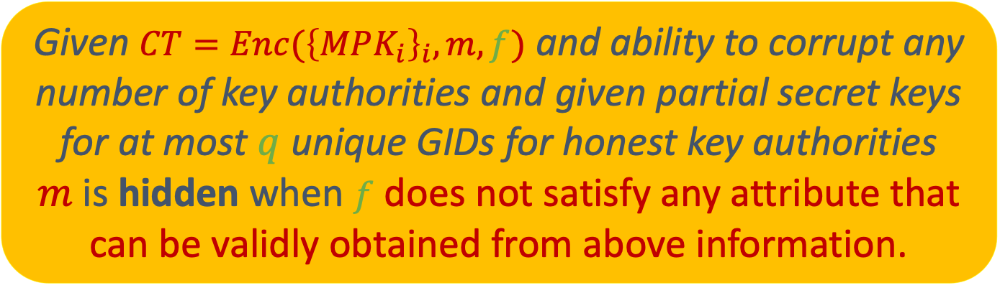 Given CT = Enc({MPKᵢ}ᵢ, m, f) and ability to corrupt any
number of key authorities and given partial secret keys
for at most q unique GIDs for honest key authorities
m is hidden when f does not satisfy any attribute that
can be validly obtained from above information.